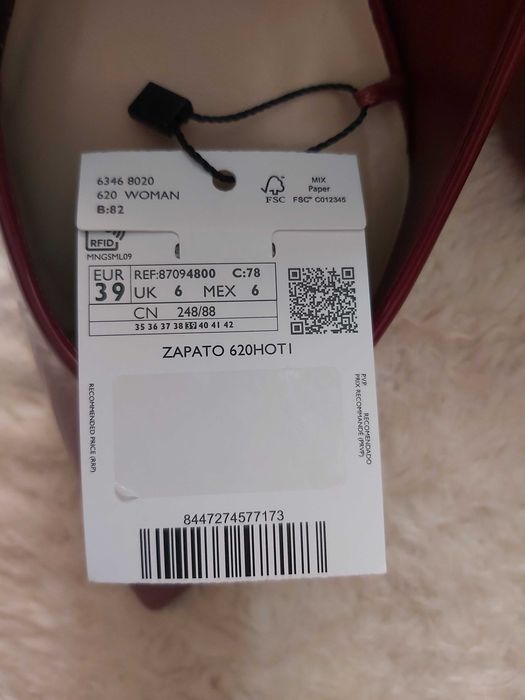 6346 8020
620 WOMAN
B:82
FSC
MIX
Paper
FSC® C012345
RFID
MNGSML09
EUR
39
REF:87094800 C:78
UK 6 MEX 6
CN 248/88
35 36 37 38 39 40 41 42
ZAPATO 620HOT1
RECOMMENDED PRICE (RRP)
PVP RECOMENDADO
PRIX RECOMMANDÉ (PRVP)
8447274577173